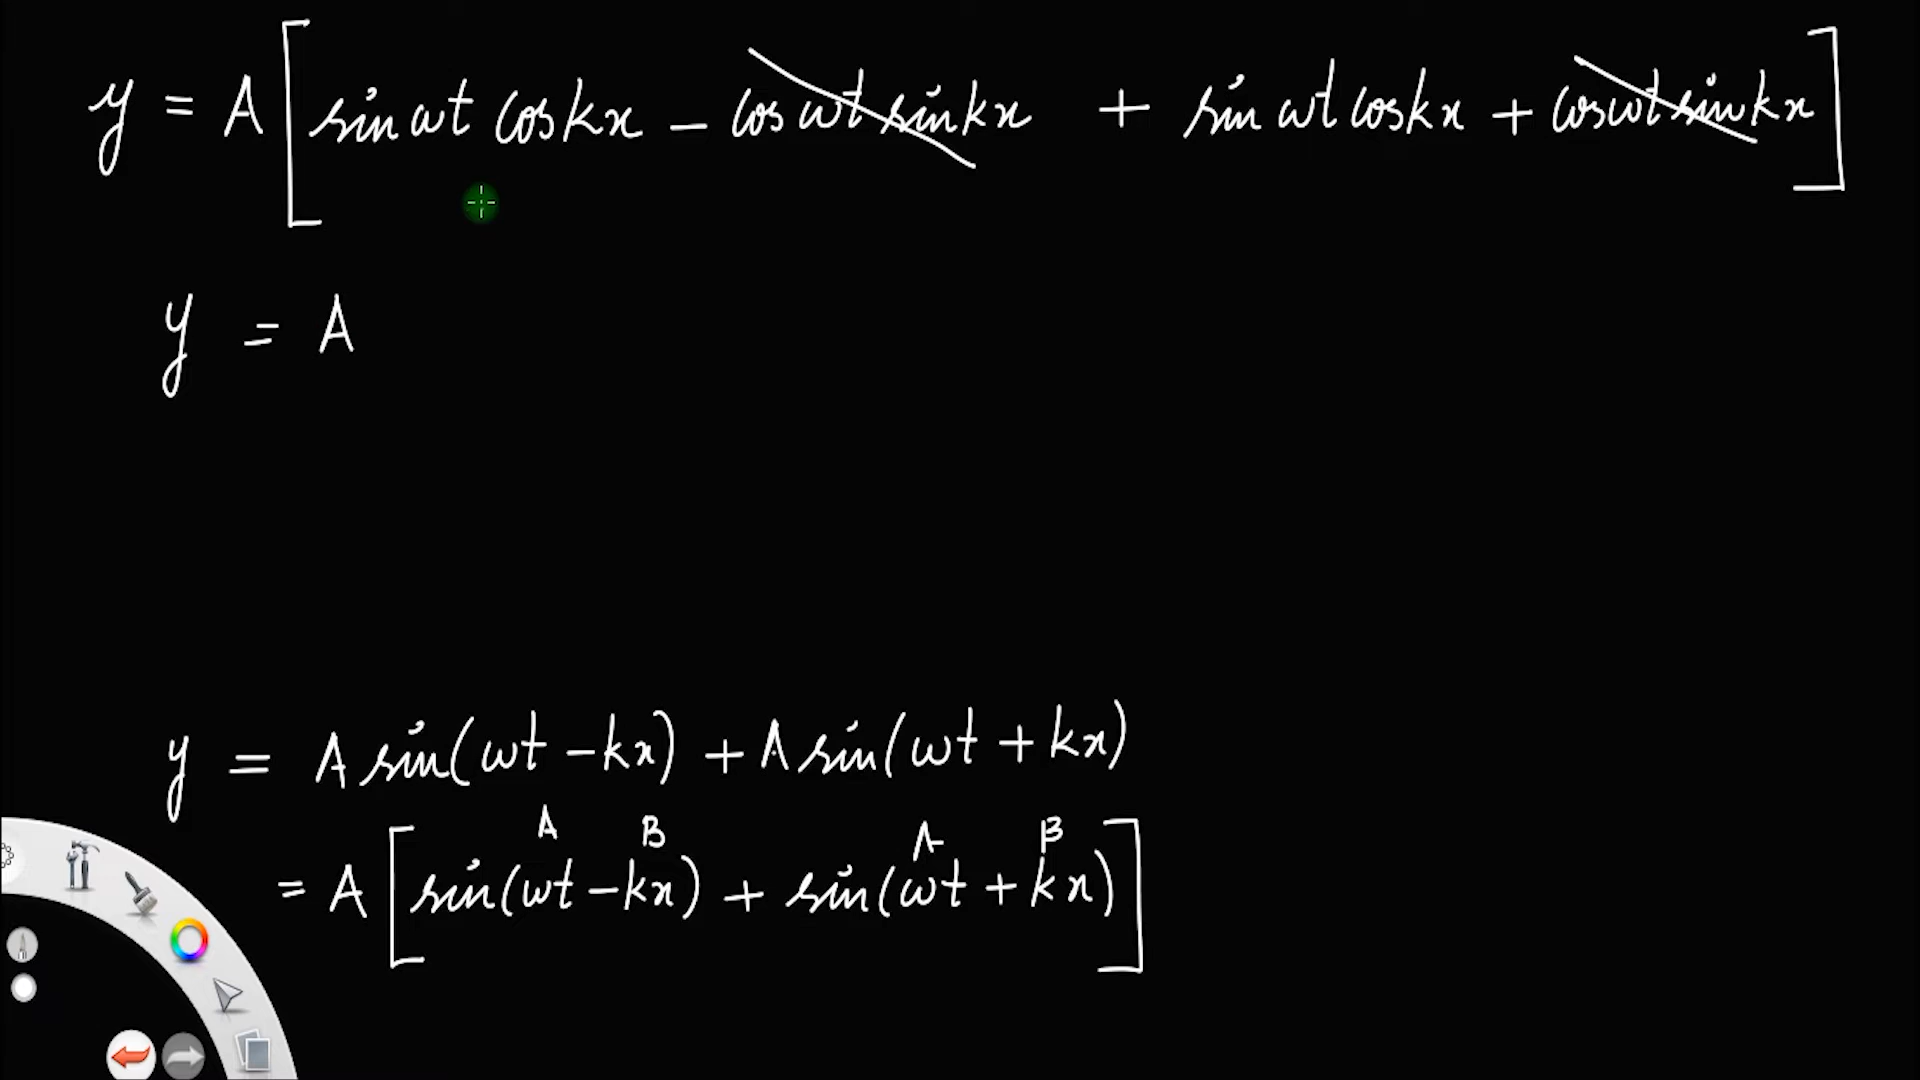 y = A [ sin ωt cos kx - cos ωt sin kx + sin ωt cos kx + cos ωt sin kx ]
y = A
y = A sin(ωt - kx) + A sin(ωt + kx)
A B A B
= A [ sin(ωt - kx) + sin(ωt + kx) ]